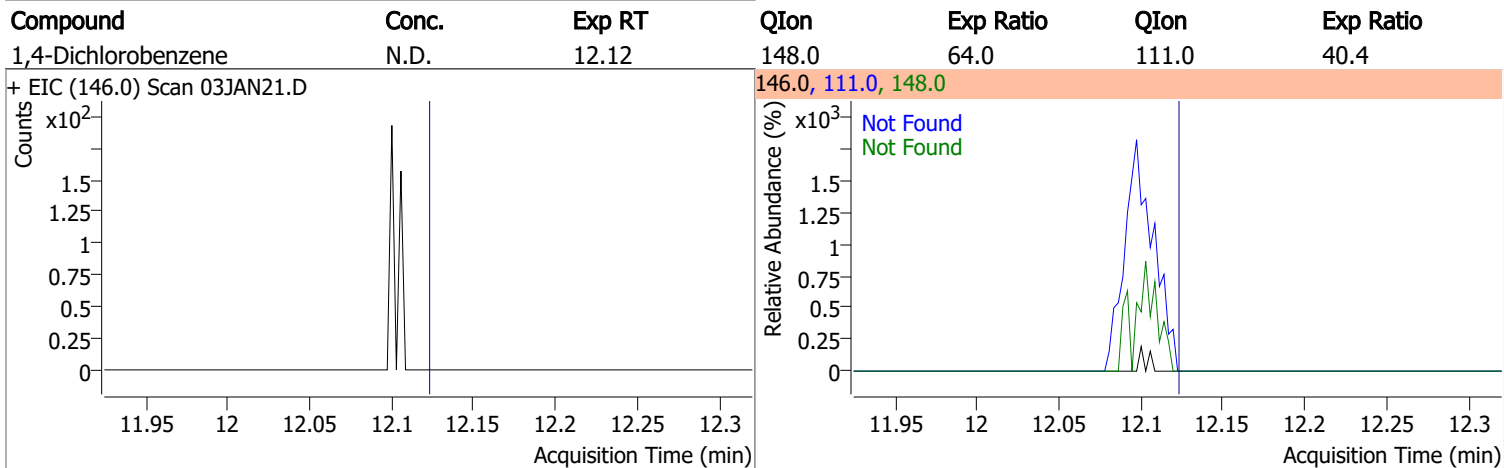 Compound Conc. Exp RT QIon Exp Ratio QIon Exp Ratio
1,4-Dichlorobenzene N.D. 12.12 148.0 64.0 111.0 40.4
+ EIC (146.0) Scan 03JAN21.D
Counts
x10²
1.5
1.25
1
0.75
0.5
0.25
0
11.95 12 12.05 12.1 12.15 12.2 12.25 12.3
Acquisition Time (min)
146.0, 111.0, 148.0
Relative Abundance (%)
x10³
Not Found
Not Found
1.5
1.25
1
0.75
0.5
0.25
0
11.95 12 12.05 12.1 12.15 12.2 12.25 12.3
Acquisition Time (min)